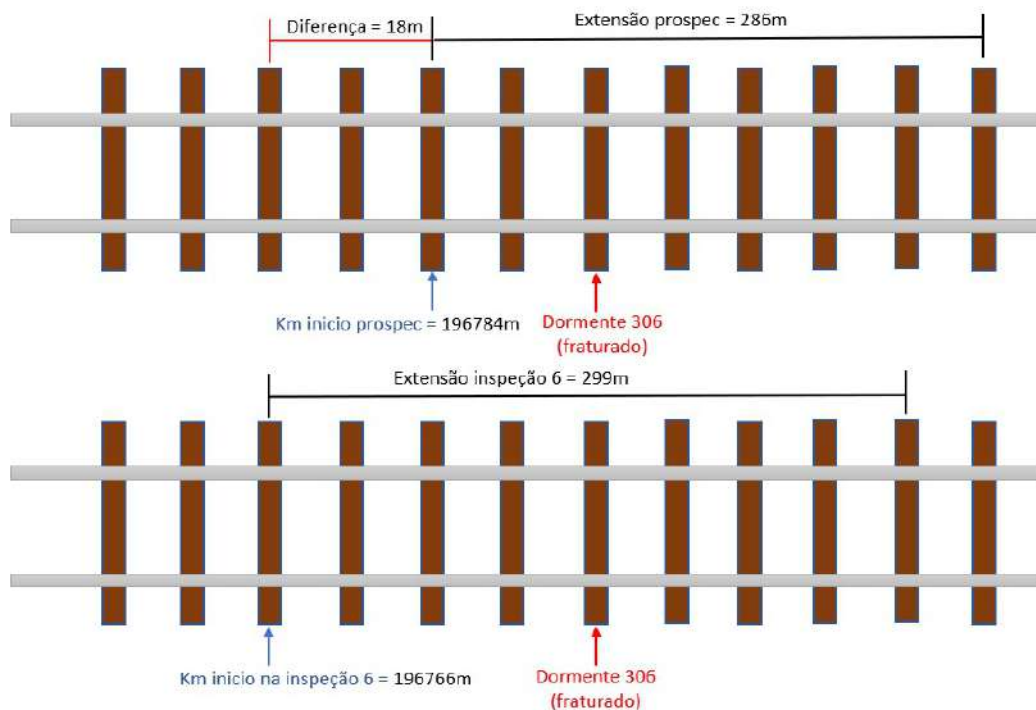 Diferença = 18m
Extensão prospec = 286m
Km inicio prospec = 196784m
Dormente 306
(fraturado)
Extensão inspeção 6 = 299m
Km inicio na inspeção 6 = 196766m
Dormente 306
(fraturado)